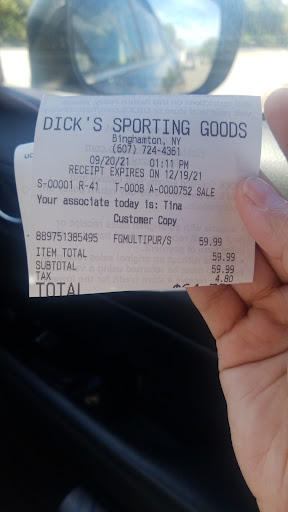 DICK'S SPORTING GOODS
Binghamton, NY
(607) 724-4361
09/20/21 01:11 PM
RECEIPT EXPIRES ON 12/19/21
S-00001 R-41 T-0008 A-0000752 SALE
Your associate today is: Tina
Customer Copy
889751385495 FGMULTIPUR/S 59.99
ITEM TOTAL 59.99
SUBTOTAL 59.99
TAX 4.80
TOTAL